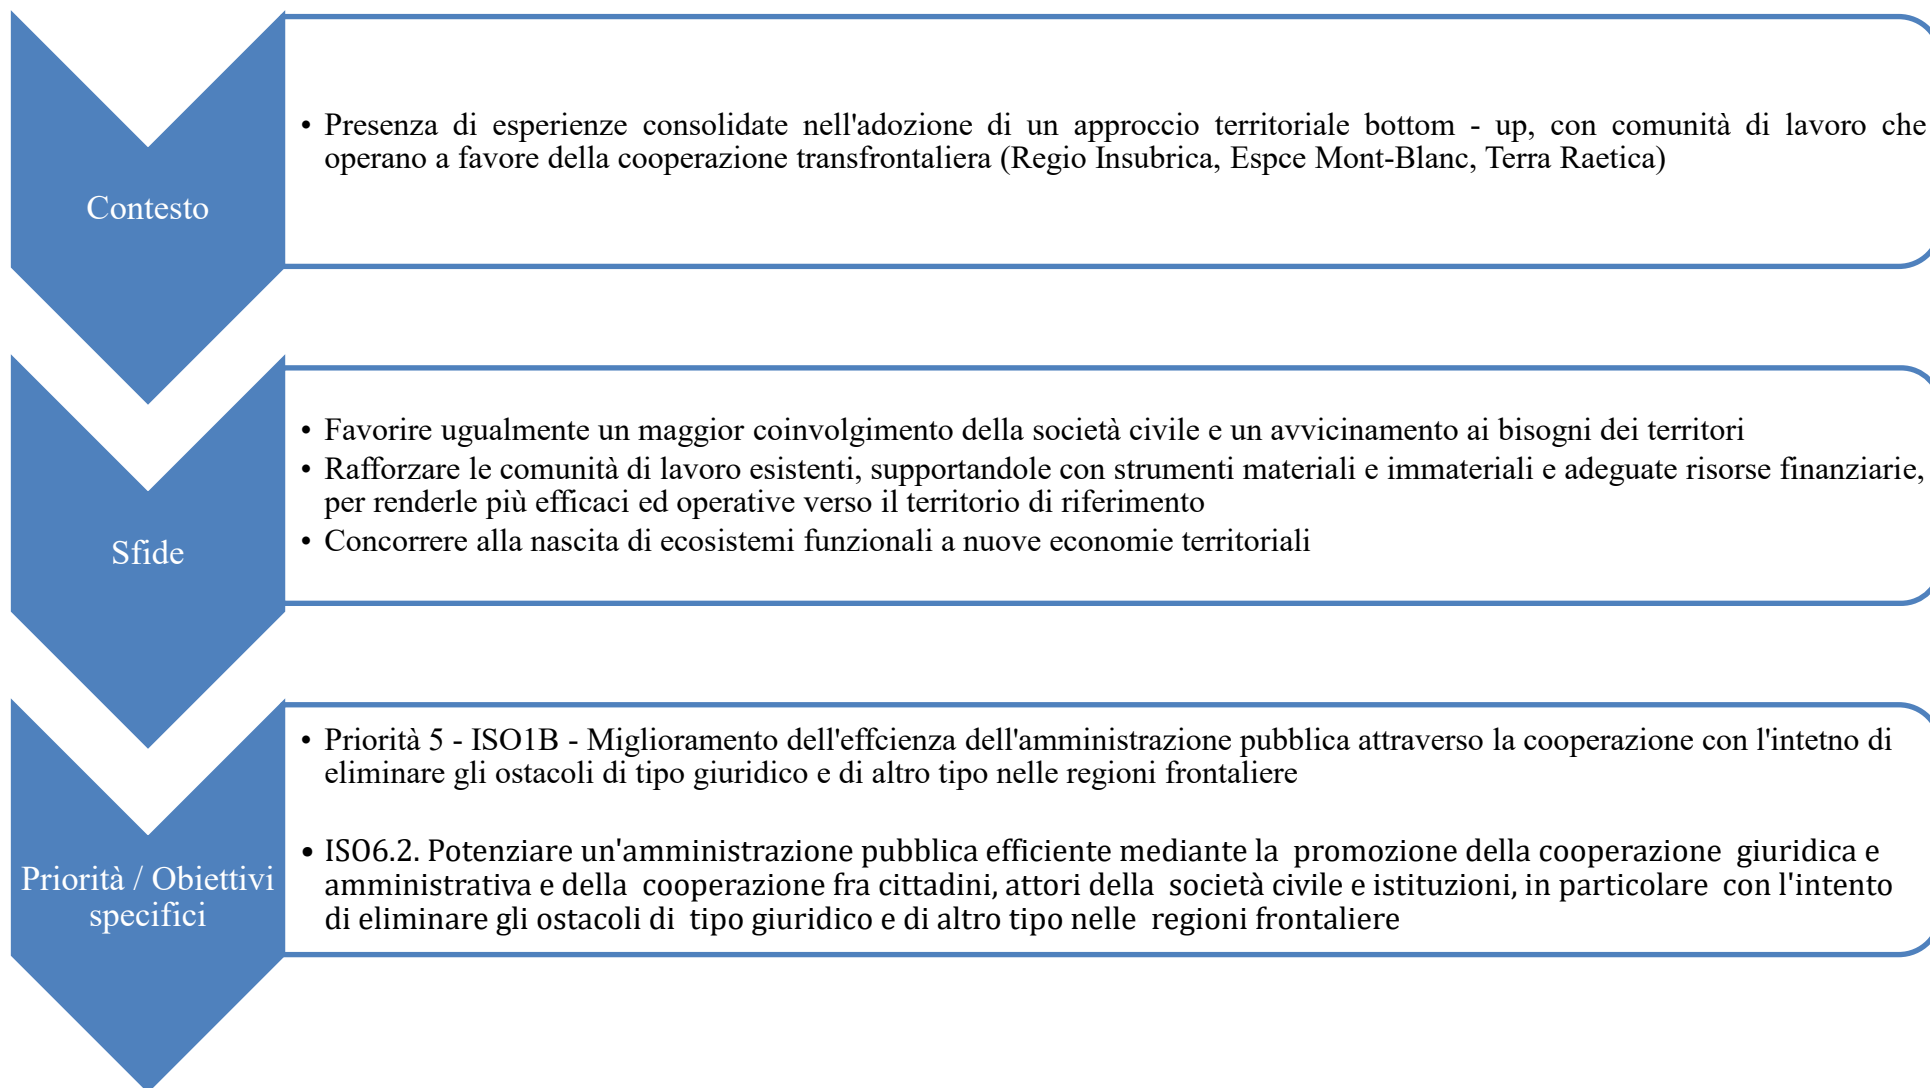 Contesto
• Presenza di esperienze consolidate nell'adozione di un approccio territoriale bottom - up, con comunità di lavoro che
operano a favore della cooperazione transfrontaliera (Regio Insubrica, Espce Mont-Blanc, Terra Raetica)
Sfide
• Favorire ugualmente un maggior coinvolgimento della società civile e un avvicinamento ai bisogni dei territori
• Rafforzare le comunità di lavoro esistenti, supportandole con strumenti materiali e immateriali e adeguate risorse finanziarie,
per renderle più efficaci ed operative verso il territorio di riferimento
• Concorrere alla nascita di ecosistemi funzionali a nuove economie territoriali
Priorità / Obiettivi
specifici
• Priorità 5 - ISO1B - Miglioramento dell'effcienza dell'amministrazione pubblica attraverso la cooperazione con l'intetno di
eliminare gli ostacoli di tipo giuridico e di altro tipo nelle regioni frontaliere
• ISO6.2. Potenziare un'amministrazione pubblica efficiente mediante la promozione della cooperazione giuridica e
amministrativa e della cooperazione fra cittadini, attori della società civile e istituzioni, in particolare con l'intento
di eliminare gli ostacoli di tipo giuridico e di altro tipo nelle regioni frontaliere